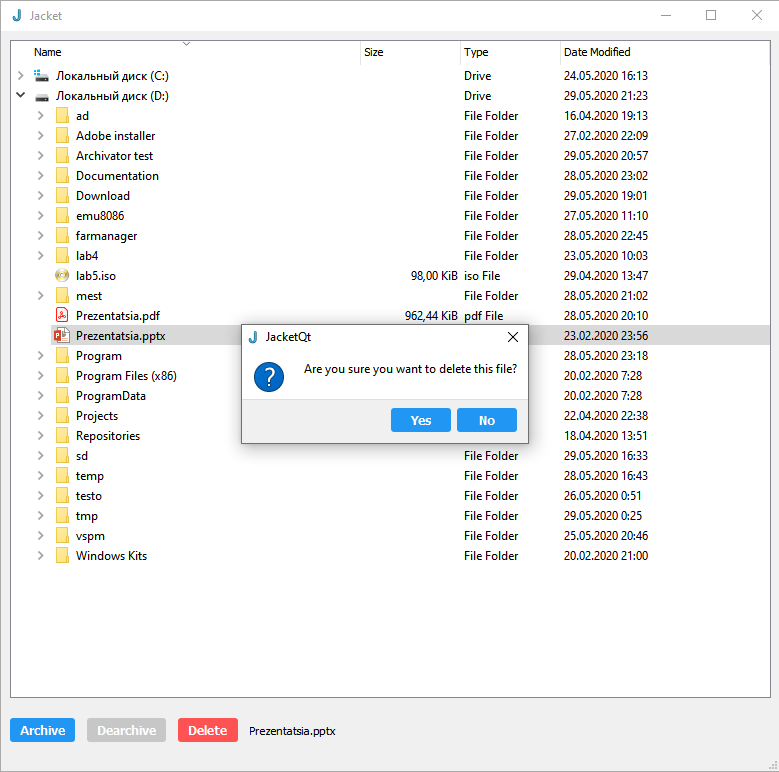 Jacket
Name Size Type Date Modified
Локальный диск (C:) Drive 24.05.2020 16:13
Локальный диск (D:) Drive 29.05.2020 21:23
ad File Folder 16.04.2020 19:13
Adobe installer File Folder 27.02.2020 22:09
Archivator test File Folder 29.05.2020 20:57
Documentation File Folder 28.05.2020 23:02
Download File Folder 29.05.2020 19:01
emu8086 File Folder 27.05.2020 11:10
farmanager File Folder 28.05.2020 22:45
lab4 File Folder 23.05.2020 10:03
lab5.iso 98,00 KiB iso File 29.04.2020 13:47
mest File Folder 28.05.2020 21:02
Prezentatsia.pdf 962,44 KiB pdf File 28.05.2020 20:10
Prezentatsia.pptx 23.02.2020 23:56
Program 28.05.2020 23:18
Program Files (x86) 20.02.2020 7:28
ProgramData 20.02.2020 7:28
Projects 22.04.2020 22:38
Repositories 18.04.2020 13:51
sd File Folder 29.05.2020 16:33
temp File Folder 28.05.2020 16:43
testo File Folder 26.05.2020 0:51
tmp File Folder 29.05.2020 0:25
vspm File Folder 25.05.2020 20:46
Windows Kits File Folder 20.02.2020 21:00
JacketQt
Are you sure you want to delete this file?
Yes No
Archive Dearchive Delete Prezentatsia.pptx